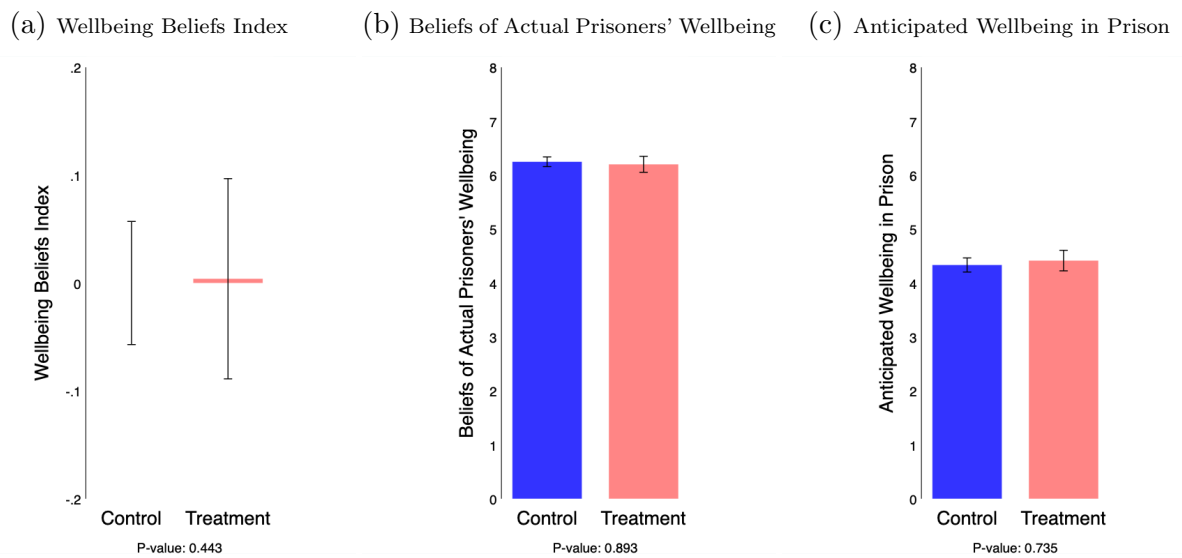 (a) Wellbeing Beliefs Index
Wellbeing Beliefs Index
.2
.1
0
-.1
-.2
Control Treatment
P-value: 0.443
(b) Beliefs of Actual Prisoners' Wellbeing
Beliefs of Actual Prisoners' Wellbeing
8
7
6
5
4
3
2
1
0
Control Treatment
P-value: 0.893
(c) Anticipated Wellbeing in Prison
Anticipated Wellbeing in Prison
8
7
6
5
4
3
2
1
0
Control Treatment
P-value: 0.735